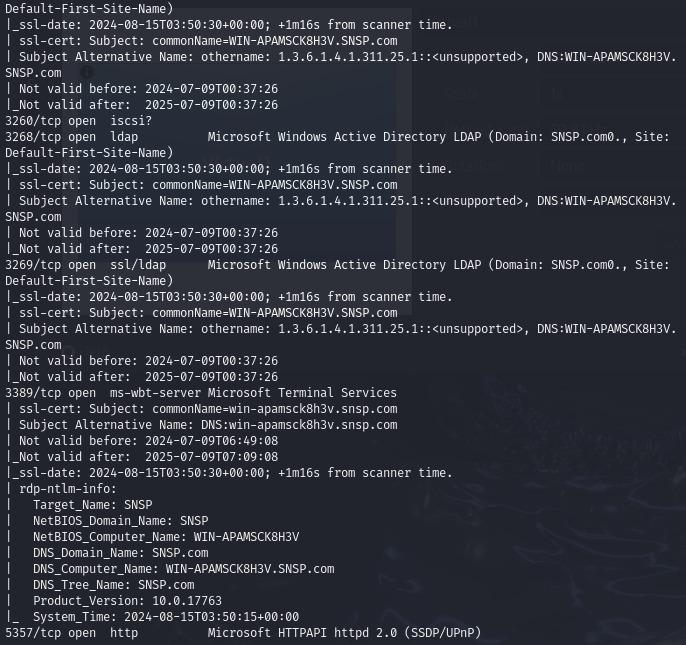 Default-First-Site-Name)
|_ssl-date: 2024-08-15T03:50:30+00:00; +1m16s from scanner time.
| ssl-cert: Subject: commonName=WIN-APAMSCK8H3V.SNSP.com
| Subject Alternative Name: othername: 1.3.6.1.4.1.311.25.1::<unsupported>, DNS:WIN-APAMSCK8H3V.
SNSP.com
| Not valid before: 2024-07-09T00:37:26
|_Not valid after:  2025-07-09T00:37:26
3260/tcp open  iscsi?
3268/tcp open  ldap          Microsoft Windows Active Directory LDAP (Domain: SNSP.com0., Site:
Default-First-Site-Name)
|_ssl-date: 2024-08-15T03:50:30+00:00; +1m16s from scanner time.
| ssl-cert: Subject: commonName=WIN-APAMSCK8H3V.SNSP.com
| Subject Alternative Name: othername: 1.3.6.1.4.1.311.25.1::<unsupported>, DNS:WIN-APAMSCK8H3V.
SNSP.com
| Not valid before: 2024-07-09T00:37:26
|_Not valid after:  2025-07-09T00:37:26
3269/tcp open  ssl/ldap      Microsoft Windows Active Directory LDAP (Domain: SNSP.com0., Site:
Default-First-Site-Name)
|_ssl-date: 2024-08-15T03:50:30+00:00; +1m16s from scanner time.
| ssl-cert: Subject: commonName=WIN-APAMSCK8H3V.SNSP.com
| Subject Alternative Name: othername: 1.3.6.1.4.1.311.25.1::<unsupported>, DNS:WIN-APAMSCK8H3V.
SNSP.com
| Not valid before: 2024-07-09T00:37:26
|_Not valid after:  2025-07-09T00:37:26
3389/tcp open  ms-wbt-server Microsoft Terminal Services
| ssl-cert: Subject: commonName=win-apamsck8h3v.snsp.com
| Subject Alternative Name: DNS:win-apamsck8h3v.snsp.com
| Not valid before: 2024-07-09T06:49:08
|_Not valid after:  2025-07-09T07:09:08
|_ssl-date: 2024-08-15T03:50:30+00:00; +1m16s from scanner time.
| rdp-ntlm-info:
|   Target_Name: SNSP
|   NetBIOS_Domain_Name: SNSP
|   NetBIOS_Computer_Name: WIN-APAMSCK8H3V
|   DNS_Domain_Name: SNSP.com
|   DNS_Computer_Name: WIN-APAMSCK8H3V.SNSP.com
|   DNS_Tree_Name: SNSP.com
|   Product_Version: 10.0.17763
|_  System_Time: 2024-08-15T03:50:15+00:00
5357/tcp open  http          Microsoft HTTPAPI httpd 2.0 (SSDP/UPnP)